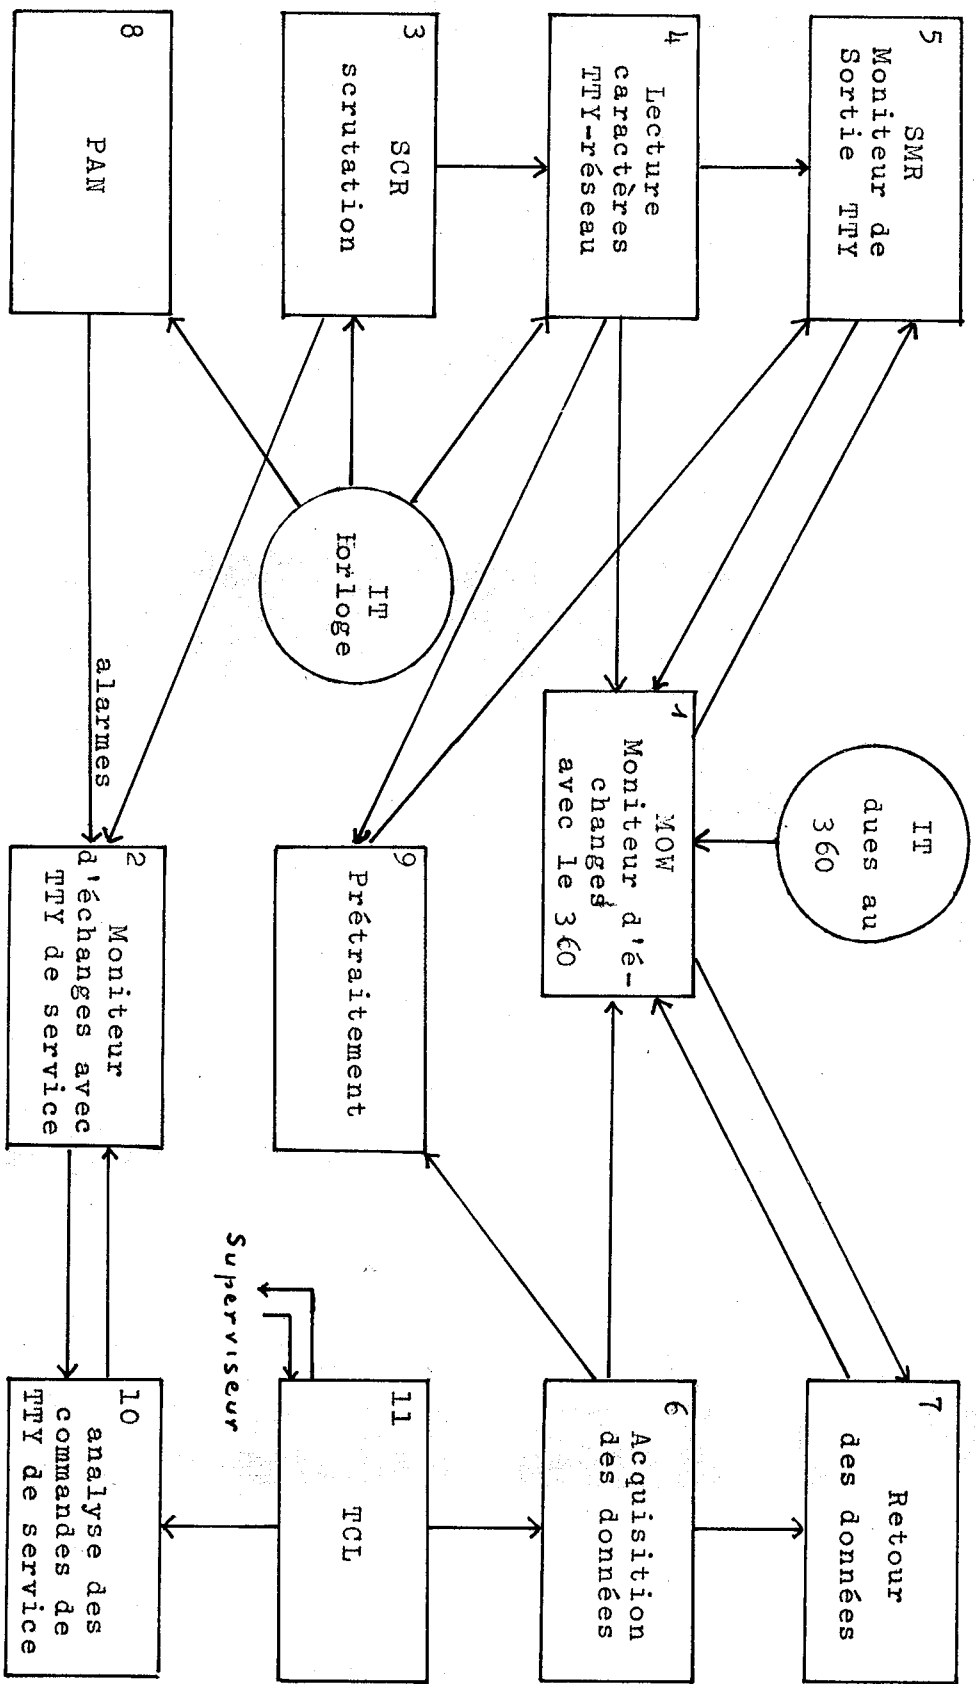 5
SMR
Moniteur de
Sortie TTY
4
Lecture
caractères
TTY-réseau
3
SCR
scrutation
8
PAN
IT
dues au
360
IT
Horloge
1
MOW
Moniteur d'é-
changes
avec le 360
9
Prétraitement
alarmes
2
Moniteur
d'échanges avec
TTY de service
7
Retour
des données
6
Acquisition
des données
11
TCL
Superviseur
10
analyse des
commandes de
TTY de service